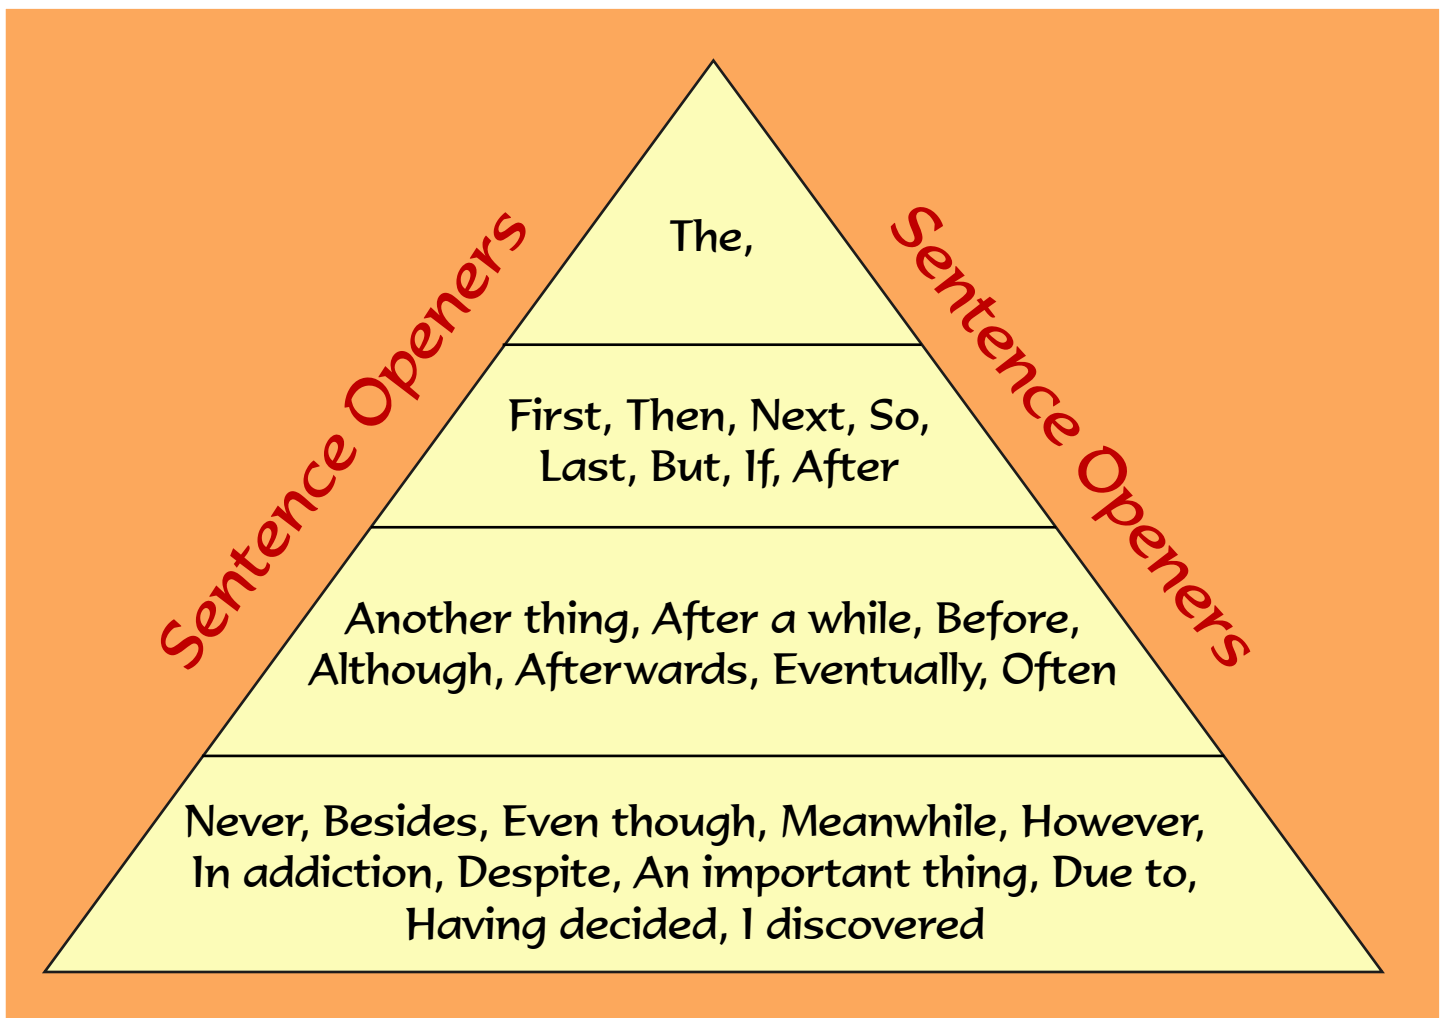 Sentence Openers
Sentence Openers
The,
First, Then, Next, So,
Last, But, If, After
Another thing, After a while, Before,
Although, Afterwards, Eventually, Often
Never, Besides, Even though, Meanwhile, However,
In addiction, Despite, An important thing, Due to,
Having decided, I discovered